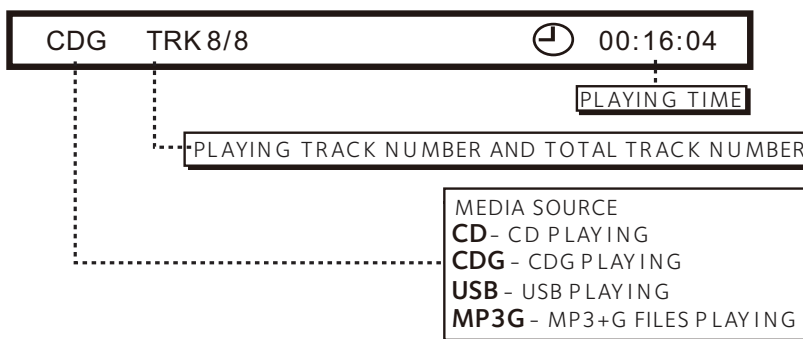 CDG TRK 8/8 00:16:04
PLAYING TIME
PLAYING TRACK NUMBER AND TOTAL TRACK NUMBER
MEDIA SOURCE
CD - CD PLAYING
CDG - CDG PLAYING
USB - USB PLAYING
MP3G - MP3+G FILES PLAYING